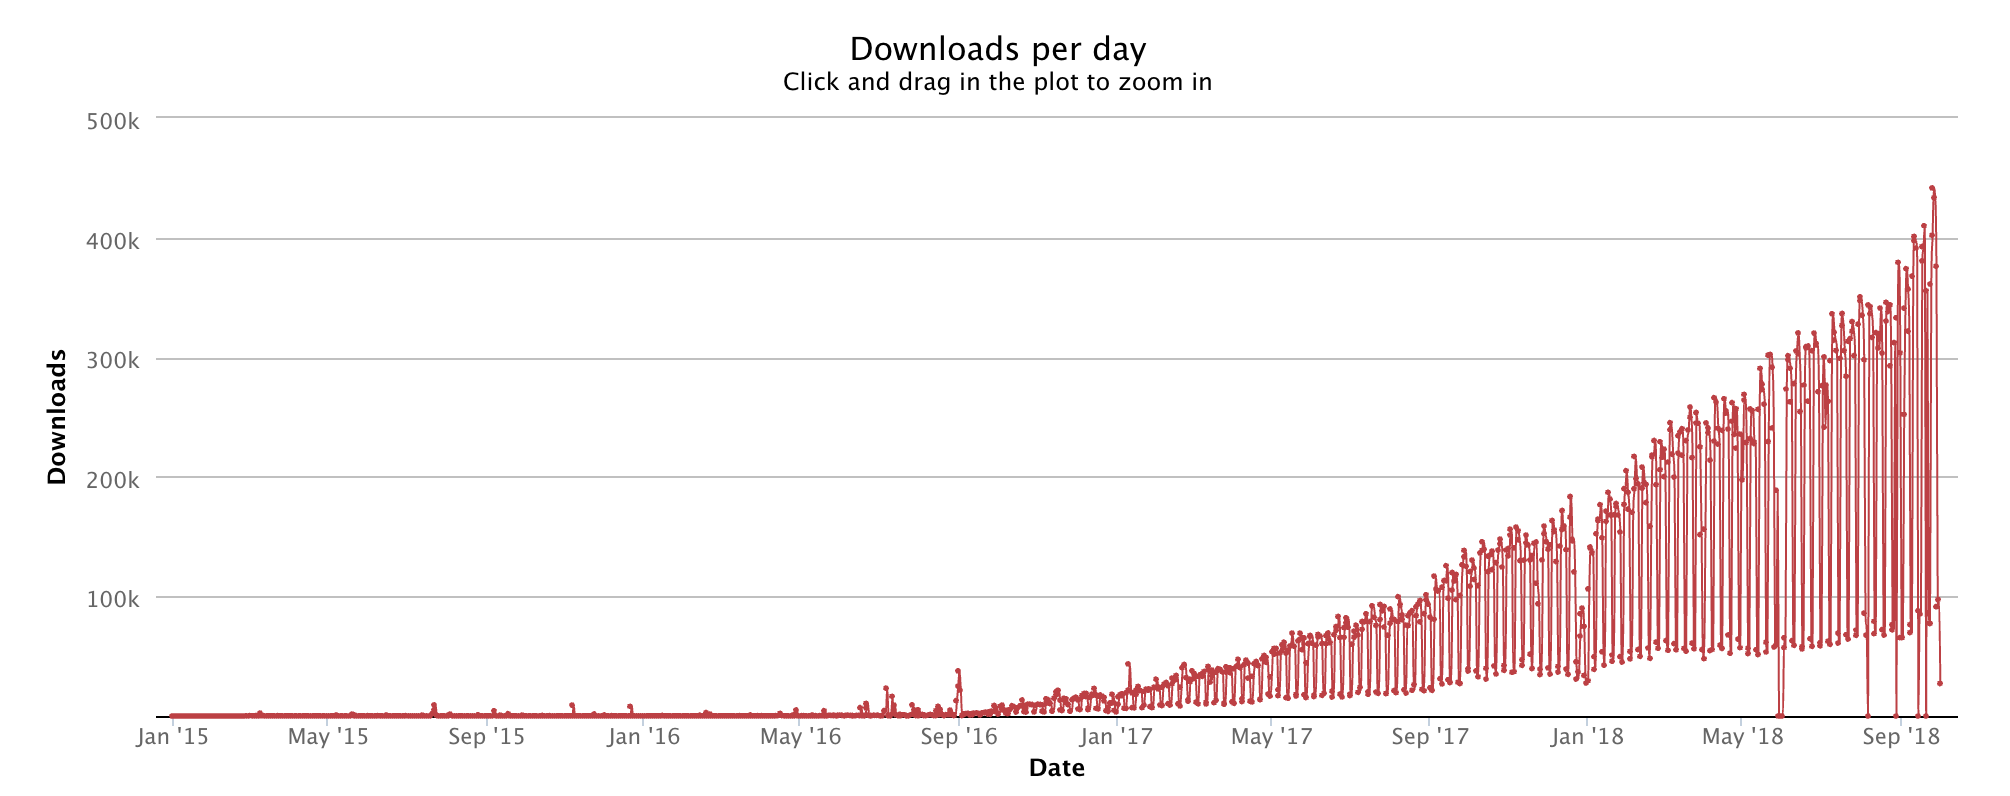 Downloads per day
Click and drag in the plot to zoom in
500k
400k
300k
200k
100k
Downloads
Jan '15
May '15
Sep '15
Jan '16
May '16
Sep '16
Jan '17
May '17
Sep '17
Jan '18
May '18
Sep '18
Date